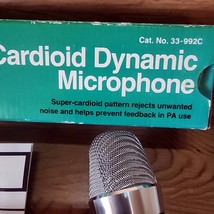 Cat. No. 33-992C
Cardioid Dynamic
Microphone
Super-cardioid pattern rejects unwanted
noise and helps prevent feedback in PA use